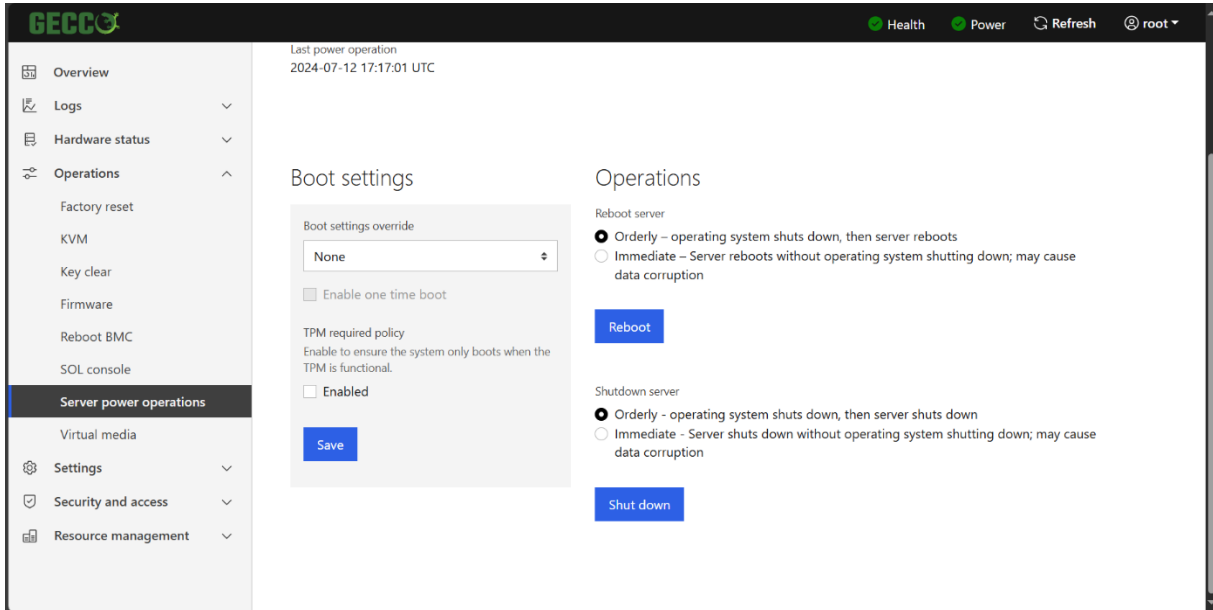 GECCO
Health
Power
Refresh
root
Overview
Logs
Hardware status
Operations
Factory reset
KVM
Key clear
Firmware
Reboot BMC
SOL console
Server power operations
Virtual media
Settings
Security and access
Resource management
Last power operation
2024-07-12 17:17:01 UTC
Boot settings
Boot settings override
None
Enable one time boot
TPM required policy
Enable to ensure the system only boots when the
TPM is functional.
Enabled
Save
Operations
Reboot server
Orderly – operating system shuts down, then server reboots
Immediate – Server reboots without operating system shutting down; may cause
data corruption
Reboot
Shutdown server
Orderly - operating system shuts down, then server shuts down
Immediate - Server shuts down without operating system shutting down; may cause
data corruption
Shut down